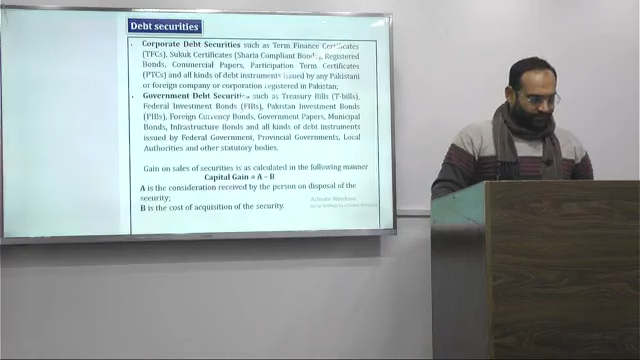 Debt securities
Corporate Debt Securities such as Term Finance Certificates
(TFCs), Sukuk Certificates (Sharia Compliant Bonds), Registered
Bonds, Commercial Papers, Participation Term Certificates
(PTCs) and all kinds of debt instruments issued by any Pakistani
or foreign company or corporation registered in Pakistan;
Government Debt Securities such as Treasury Bills (T-bills),
Federal Investment Bonds (FIBs), Pakistan Investment Bonds
(PIBs), Foreign Currency Bonds, Government Papers, Municipal
Bonds, Infrastructure Bonds and all kinds of debt instruments
issued by Federal Government, Provincial Governments, Local
Authorities and other statutory bodies.
Gain on sales of securities is as calculated in the following manner
Capital Gain = A – B
A is the consideration received by the person on disposal of the
security;
B is the cost of acquisition of the security.
Activate Windows